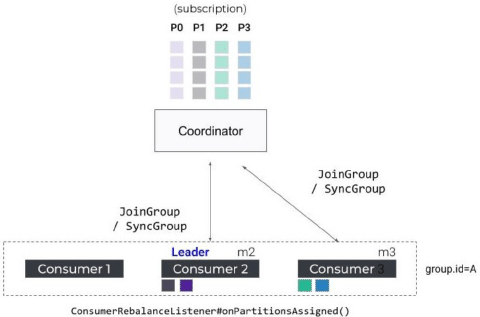 (subscription)
P0 P1 P2 P3
Coordinator
JoinGroup
/ SyncGroup
JoinGroup
/ SyncGroup
Leader m2 m3
Consumer 1 Consumer 2 Consumer 3 group.id=A
ConsumerRebalanceListener#onPartitionsAssigned()